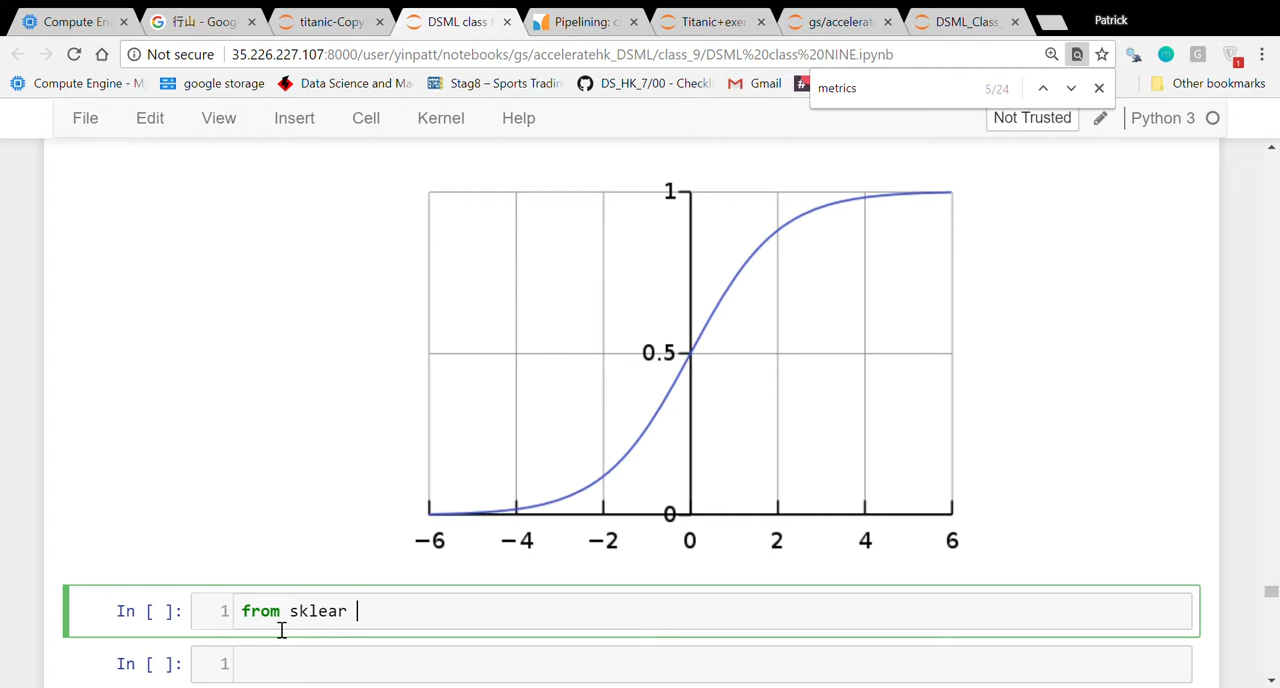 Compute En
行山 - Goog
titanic-Copy
DSML class N
Pipelining: c
Titanic+exer
gs/accelerat
DSML_Class_
Patrick
Not secure
35.226.227.107:8000/user/yinpatt/notebooks/gs/acceleratehk_DSML/class_9/DSML%20class%20NINE.ipynb
Compute Engine - M
google storage
Data Science and Ma
Stag8 – Sports Tradin
DS_HK_7/00 - Checkl
Gmail
Other bookmarks
metrics
5/24
File
Edit
View
Insert
Cell
Kernel
Help
Not Trusted
Python 3
1
0.5
0
−6 −4 −2 0 2 4 6
In [ ]: 1 from sklear
In [ ]: 1